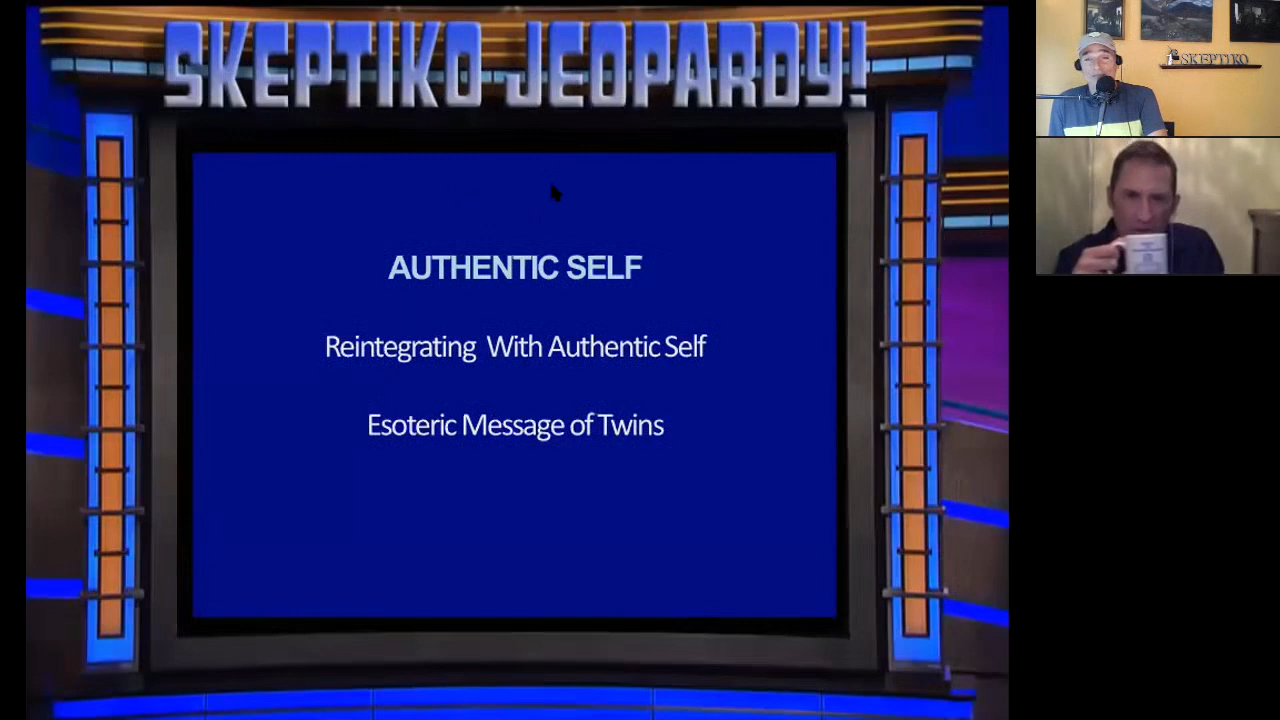 SKEPTIKO JEOPARDY!
AUTHENTIC SELF
Reintegrating With Authentic Self
Esoteric Message of Twins
SKEPTIKO